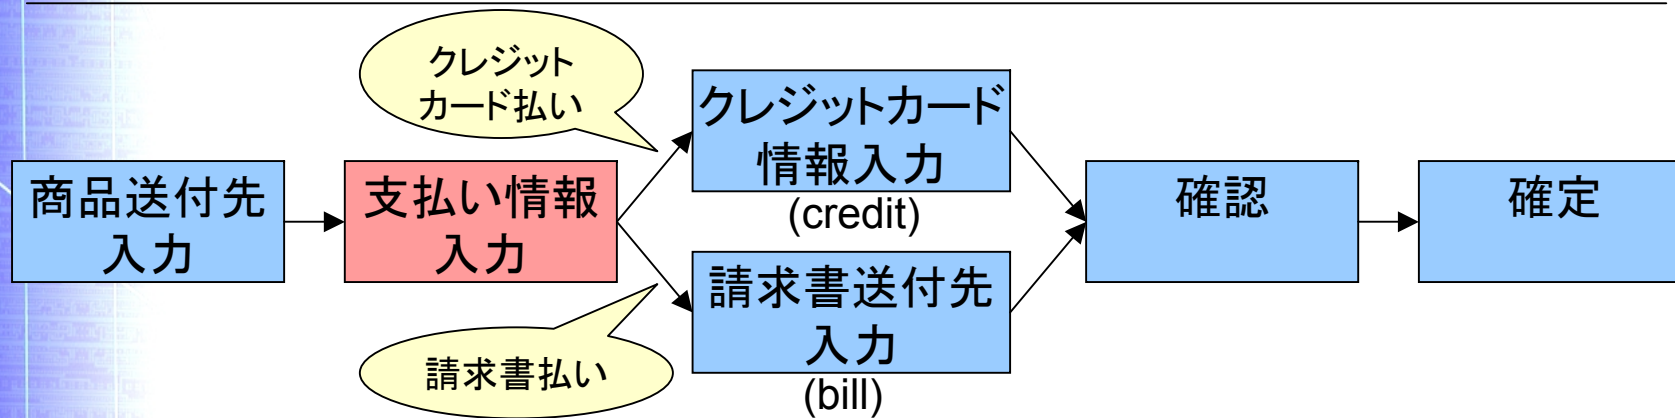 商品送付先
入力
支払い情報
入力
クレジット
カード払い
請求書払い
クレジットカード
情報入力
(credit)
請求書送付先
入力
(bill)
確認
確定